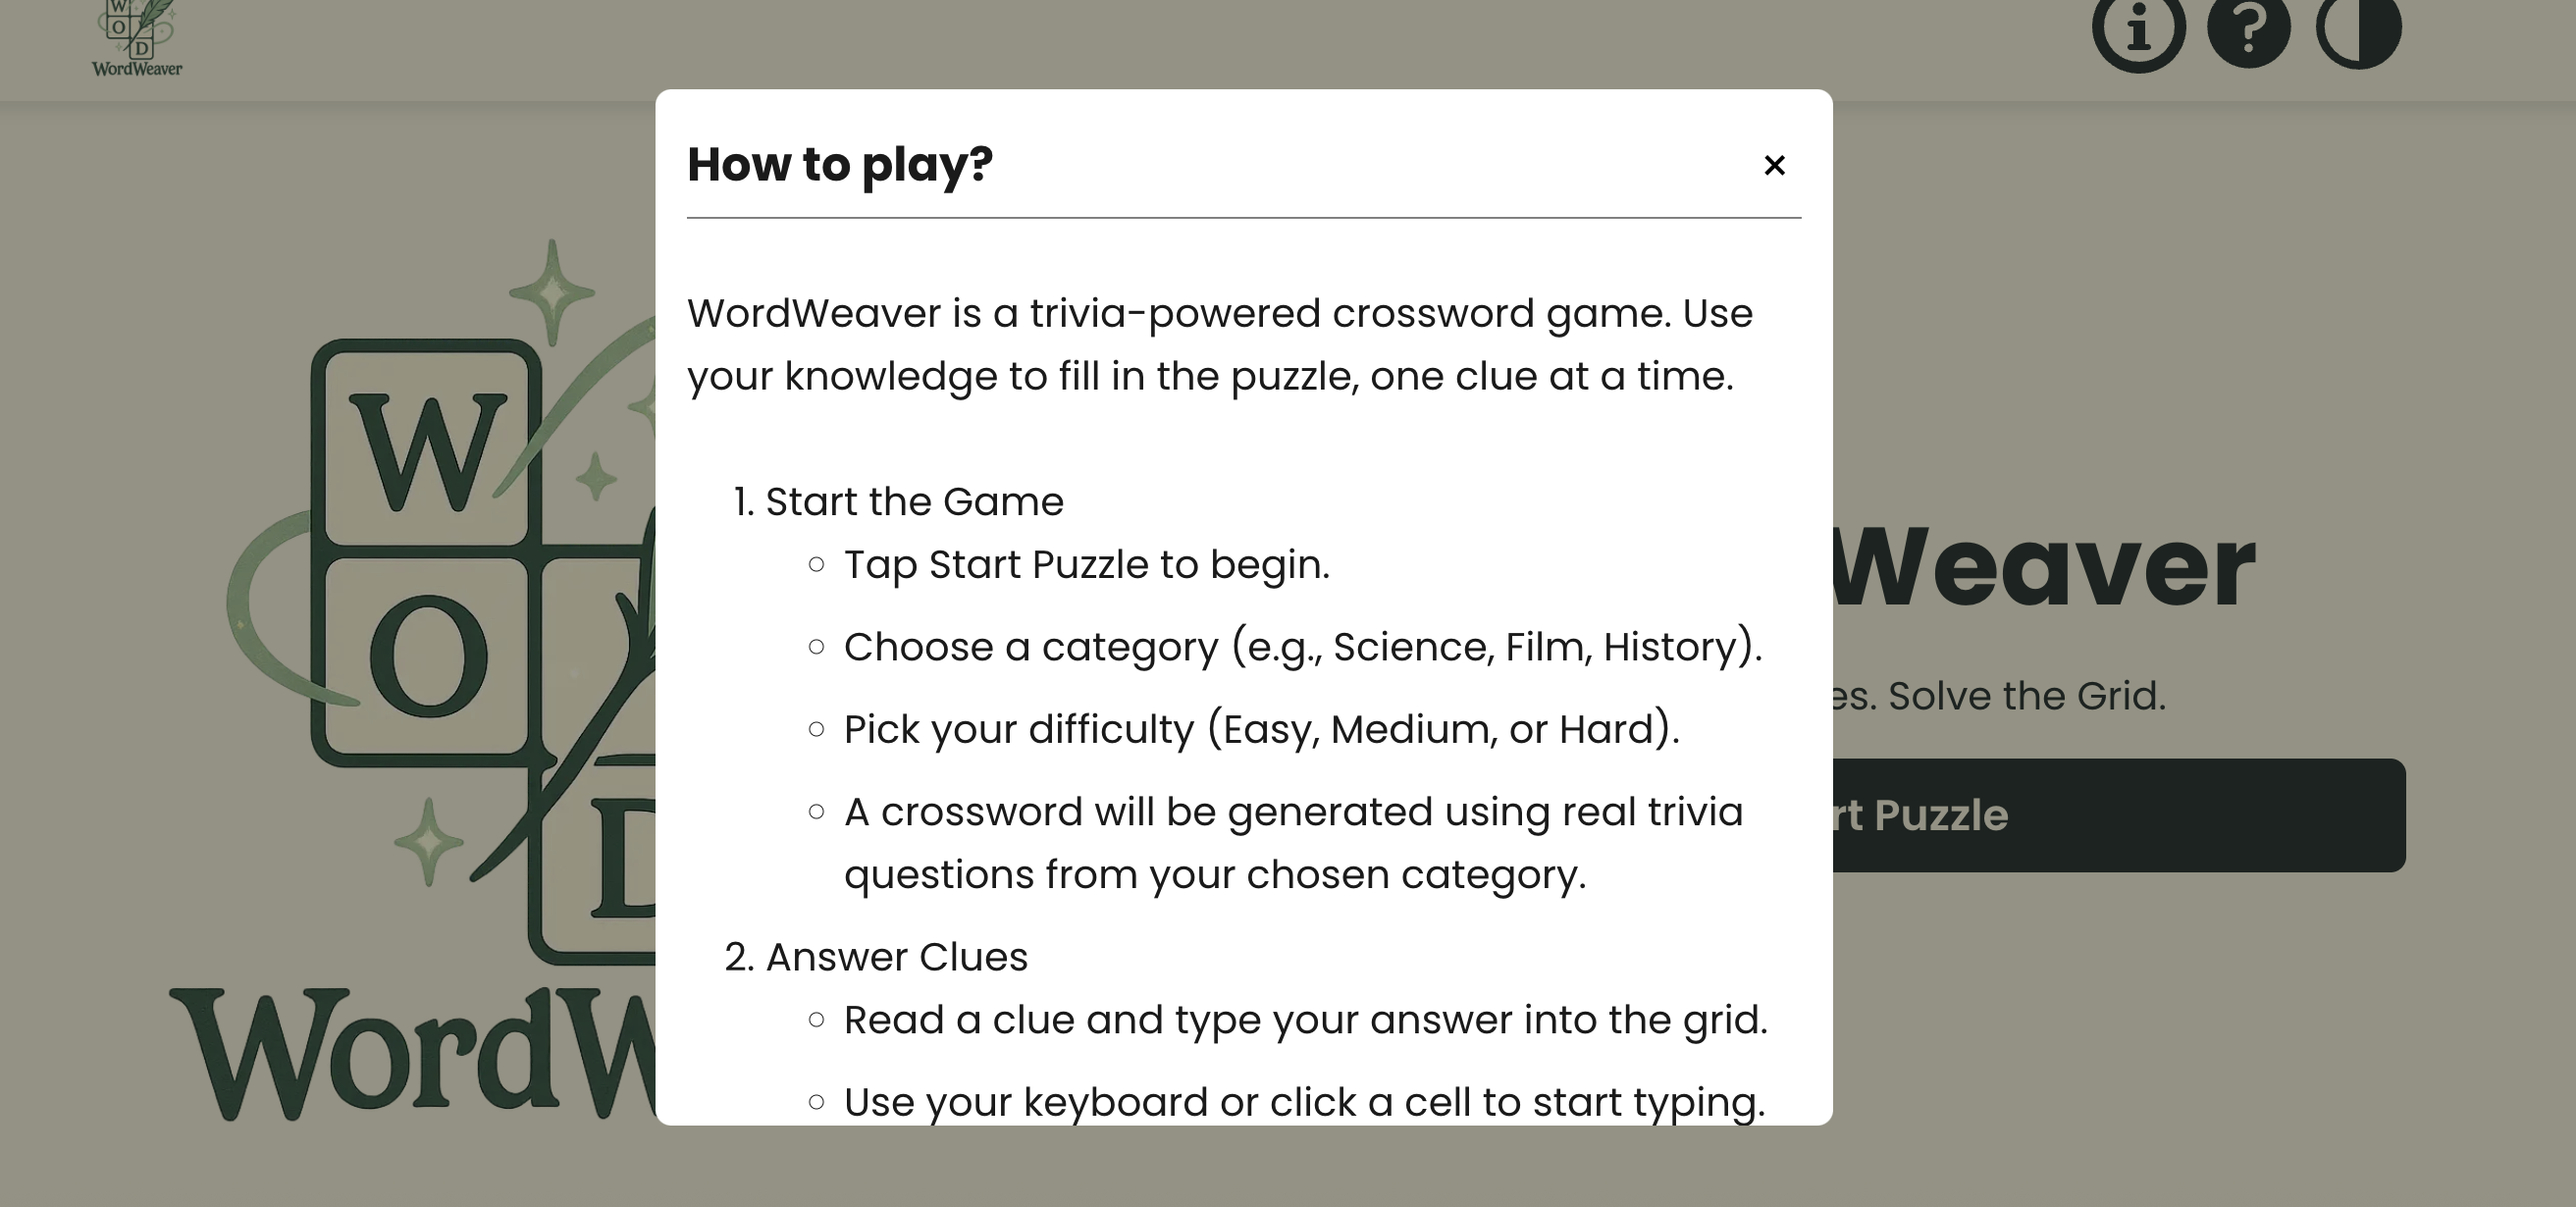 W
O
D
WordWeaver
How to play?
WordWeaver is a trivia-powered crossword game. Use
your knowledge to fill in the puzzle, one clue at a time.
1. Start the Game
Tap Start Puzzle to begin.
Choose a category (e.g., Science, Film, History).
Pick your difficulty (Easy, Medium, or Hard).
A crossword will be generated using real trivia
questions from your chosen category.
2. Answer Clues
Read a clue and type your answer into the grid.
Use your keyboard or click a cell to start typing.
W
O
D
WordW
Weaver
es. Solve the Grid.
rt Puzzle